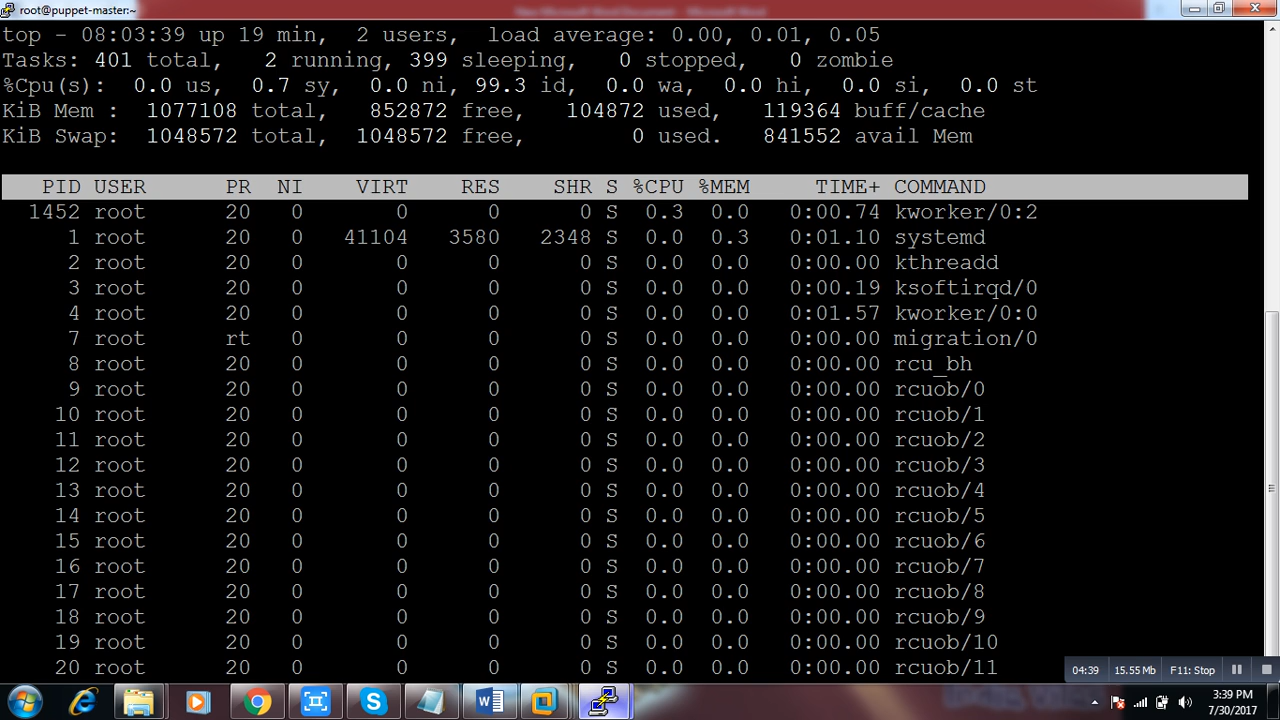 root@puppet-master:~
top - 08:03:39 up 19 min,  2 users,  load average: 0.00, 0.01, 0.05
Tasks: 401 total,   2 running, 399 sleeping,   0 stopped,   0 zombie
%Cpu(s):  0.0 us,  0.7 sy,  0.0 ni, 99.3 id,  0.0 wa,  0.0 hi,  0.0 si,  0.0 st
KiB Mem :  1077108 total,   852872 free,   104872 used,   119364 buff/cache
KiB Swap:  1048572 total,  1048572 free,        0 used.   841552 avail Mem
PID USER PR NI VIRT RES SHR S %CPU %MEM TIME+ COMMAND
1452 root 20 0 0 0 0 S 0.3 0.0 0:00.74 kworker/0:2
1 root 20 0 41104 3580 2348 S 0.0 0.3 0:01.10 systemd
2 root 20 0 0 0 0 S 0.0 0.0 0:00.00 kthreadd
3 root 20 0 0 0 0 S 0.0 0.0 0:00.19 ksoftirqd/0
4 root 20 0 0 0 0 S 0.0 0.0 0:01.57 kworker/0:0
7 root rt 0 0 0 0 S 0.0 0.0 0:00.00 migration/0
8 root 20 0 0 0 0 S 0.0 0.0 0:00.00 rcu_bh
9 root 20 0 0 0 0 S 0.0 0.0 0:00.00 rcuob/0
10 root 20 0 0 0 0 S 0.0 0.0 0:00.00 rcuob/1
11 root 20 0 0 0 0 S 0.0 0.0 0:00.00 rcuob/2
12 root 20 0 0 0 0 S 0.0 0.0 0:00.00 rcuob/3
13 root 20 0 0 0 0 S 0.0 0.0 0:00.00 rcuob/4
14 root 20 0 0 0 0 S 0.0 0.0 0:00.00 rcuob/5
15 root 20 0 0 0 0 S 0.0 0.0 0:00.00 rcuob/6
16 root 20 0 0 0 0 S 0.0 0.0 0:00.00 rcuob/7
17 root 20 0 0 0 0 S 0.0 0.0 0:00.00 rcuob/8
18 root 20 0 0 0 0 S 0.0 0.0 0:00.00 rcuob/9
19 root 20 0 0 0 0 S 0.0 0.0 0:00.00 rcuob/10
20 root 20 0 0 0 0 S 0.0 0.0 0:00.00 rcuob/11
04:39 15.55 Mb F11: Stop
3:39 PM
7/30/2017